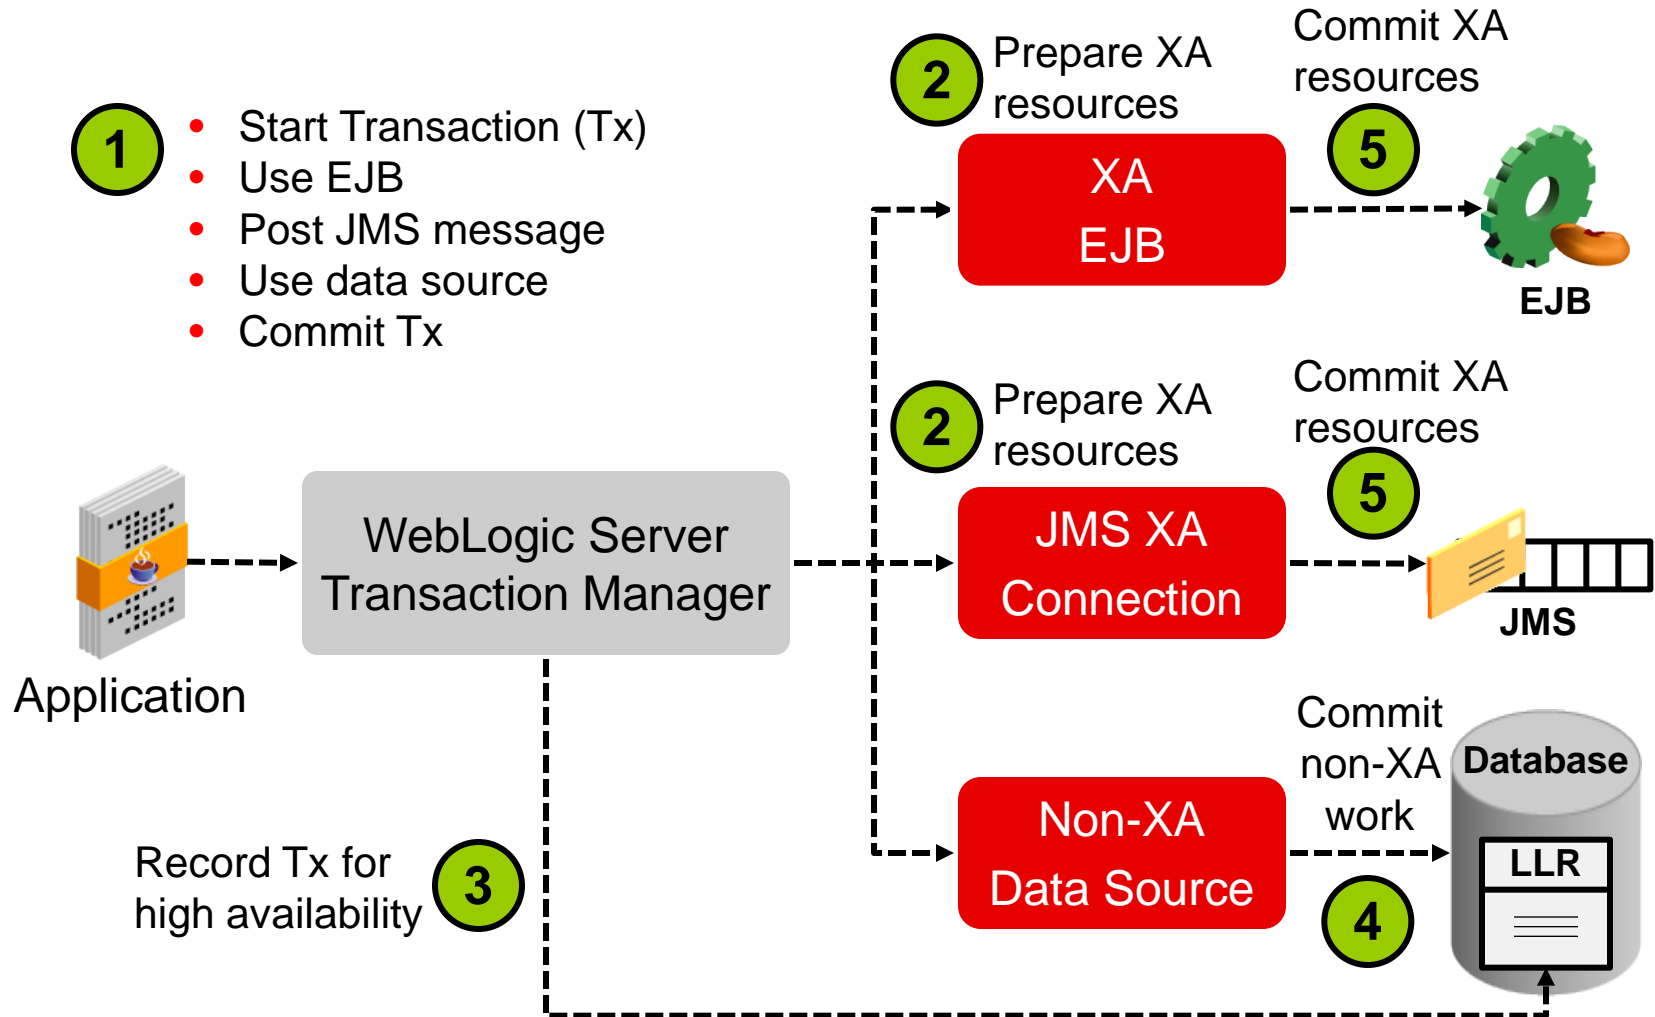 1
• Start Transaction (Tx)
• Use EJB
• Post JMS message
• Use data source
• Commit Tx
2
Prepare XA
resources
Commit XA
resources
5
XA
EJB
EJB
2
Prepare XA
resources
Commit XA
resources
5
JMS XA
Connection
JMS
Application
WebLogic Server
Transaction Manager
Record Tx for
high availability
3
Non-XA
Data Source
Commit
non-XA
work
4
Database
LLR